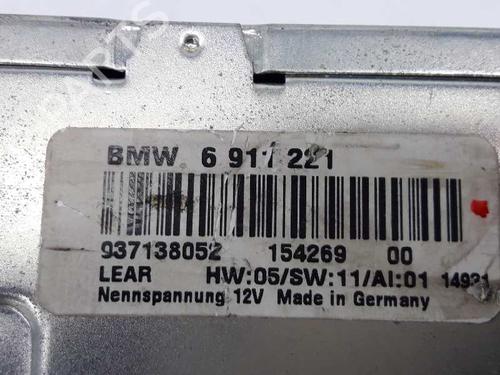 BMW 6 917 221
937138052 154269 00
LEAR HW:05/SW:11/AI:01 14931
Nennspannung 12V Made in Germany